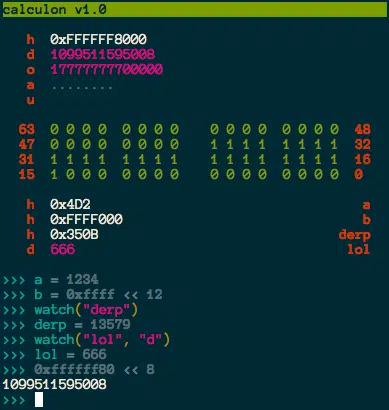 calculon v1.0
h 0xFFFFFF8000
d 1099511595008
o 17777777700000
a ........
u
63 0 0 0 0 0 0 0 0 0 0 0 0 0 0 0 0 48
47 0 0 0 0 0 0 0 0 1 1 1 1 1 1 1 1 32
31 1 1 1 1 1 1 1 1 1 1 1 1 1 1 1 1 16
15 1 0 0 0 0 0 0 0 0 0 0 0 0 0 0 0 0
h 0x4D2 a
h 0xFFFF000 b
h 0x350B derp
d 666 lol
>>> a = 1234
>>> b = 0xffff << 12
>>> watch("derp")
>>> derp = 13579
>>> watch("lol", "d")
>>> lol = 666
>>> 0xffffff80 << 8
1099511595008
>>>